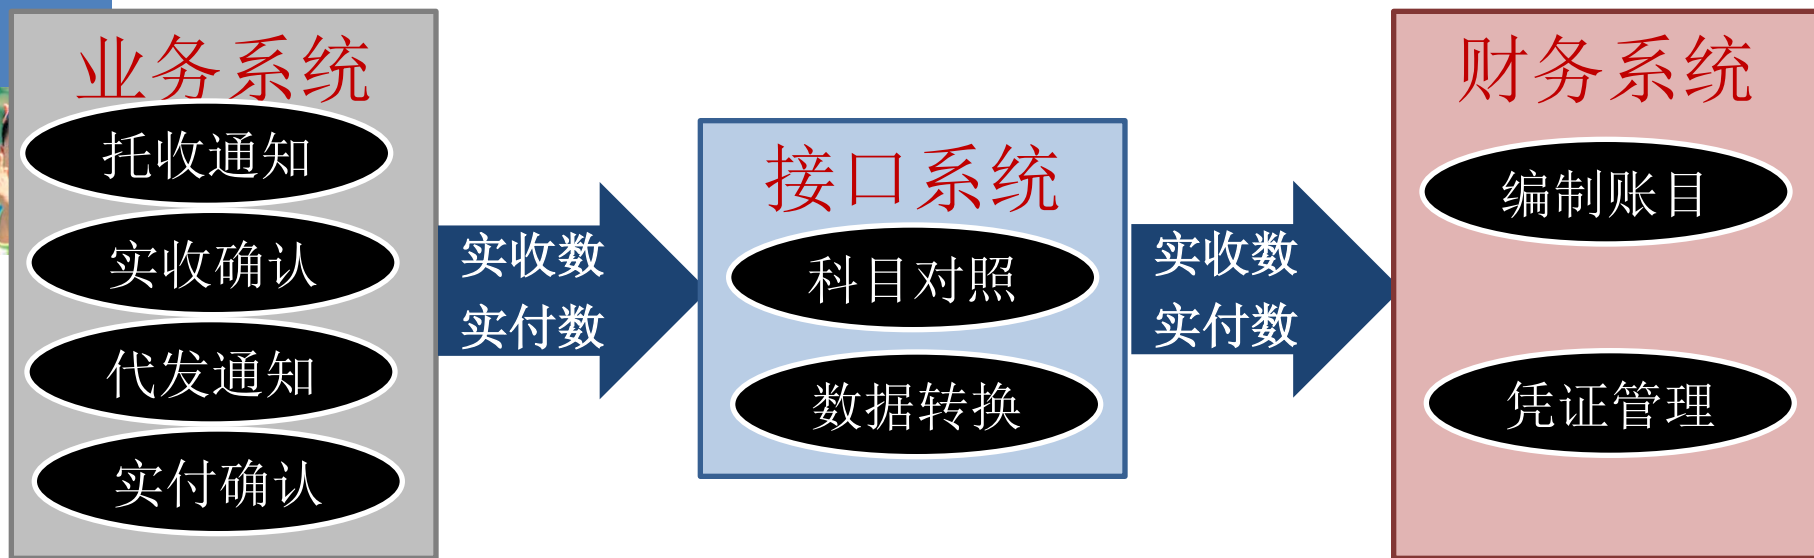 业务系统
托收通知
实收确认
代发通知
实付确认
实收数
实付数
接口系统
科目对照
数据转换
实收数
实付数
财务系统
编制账目
凭证管理